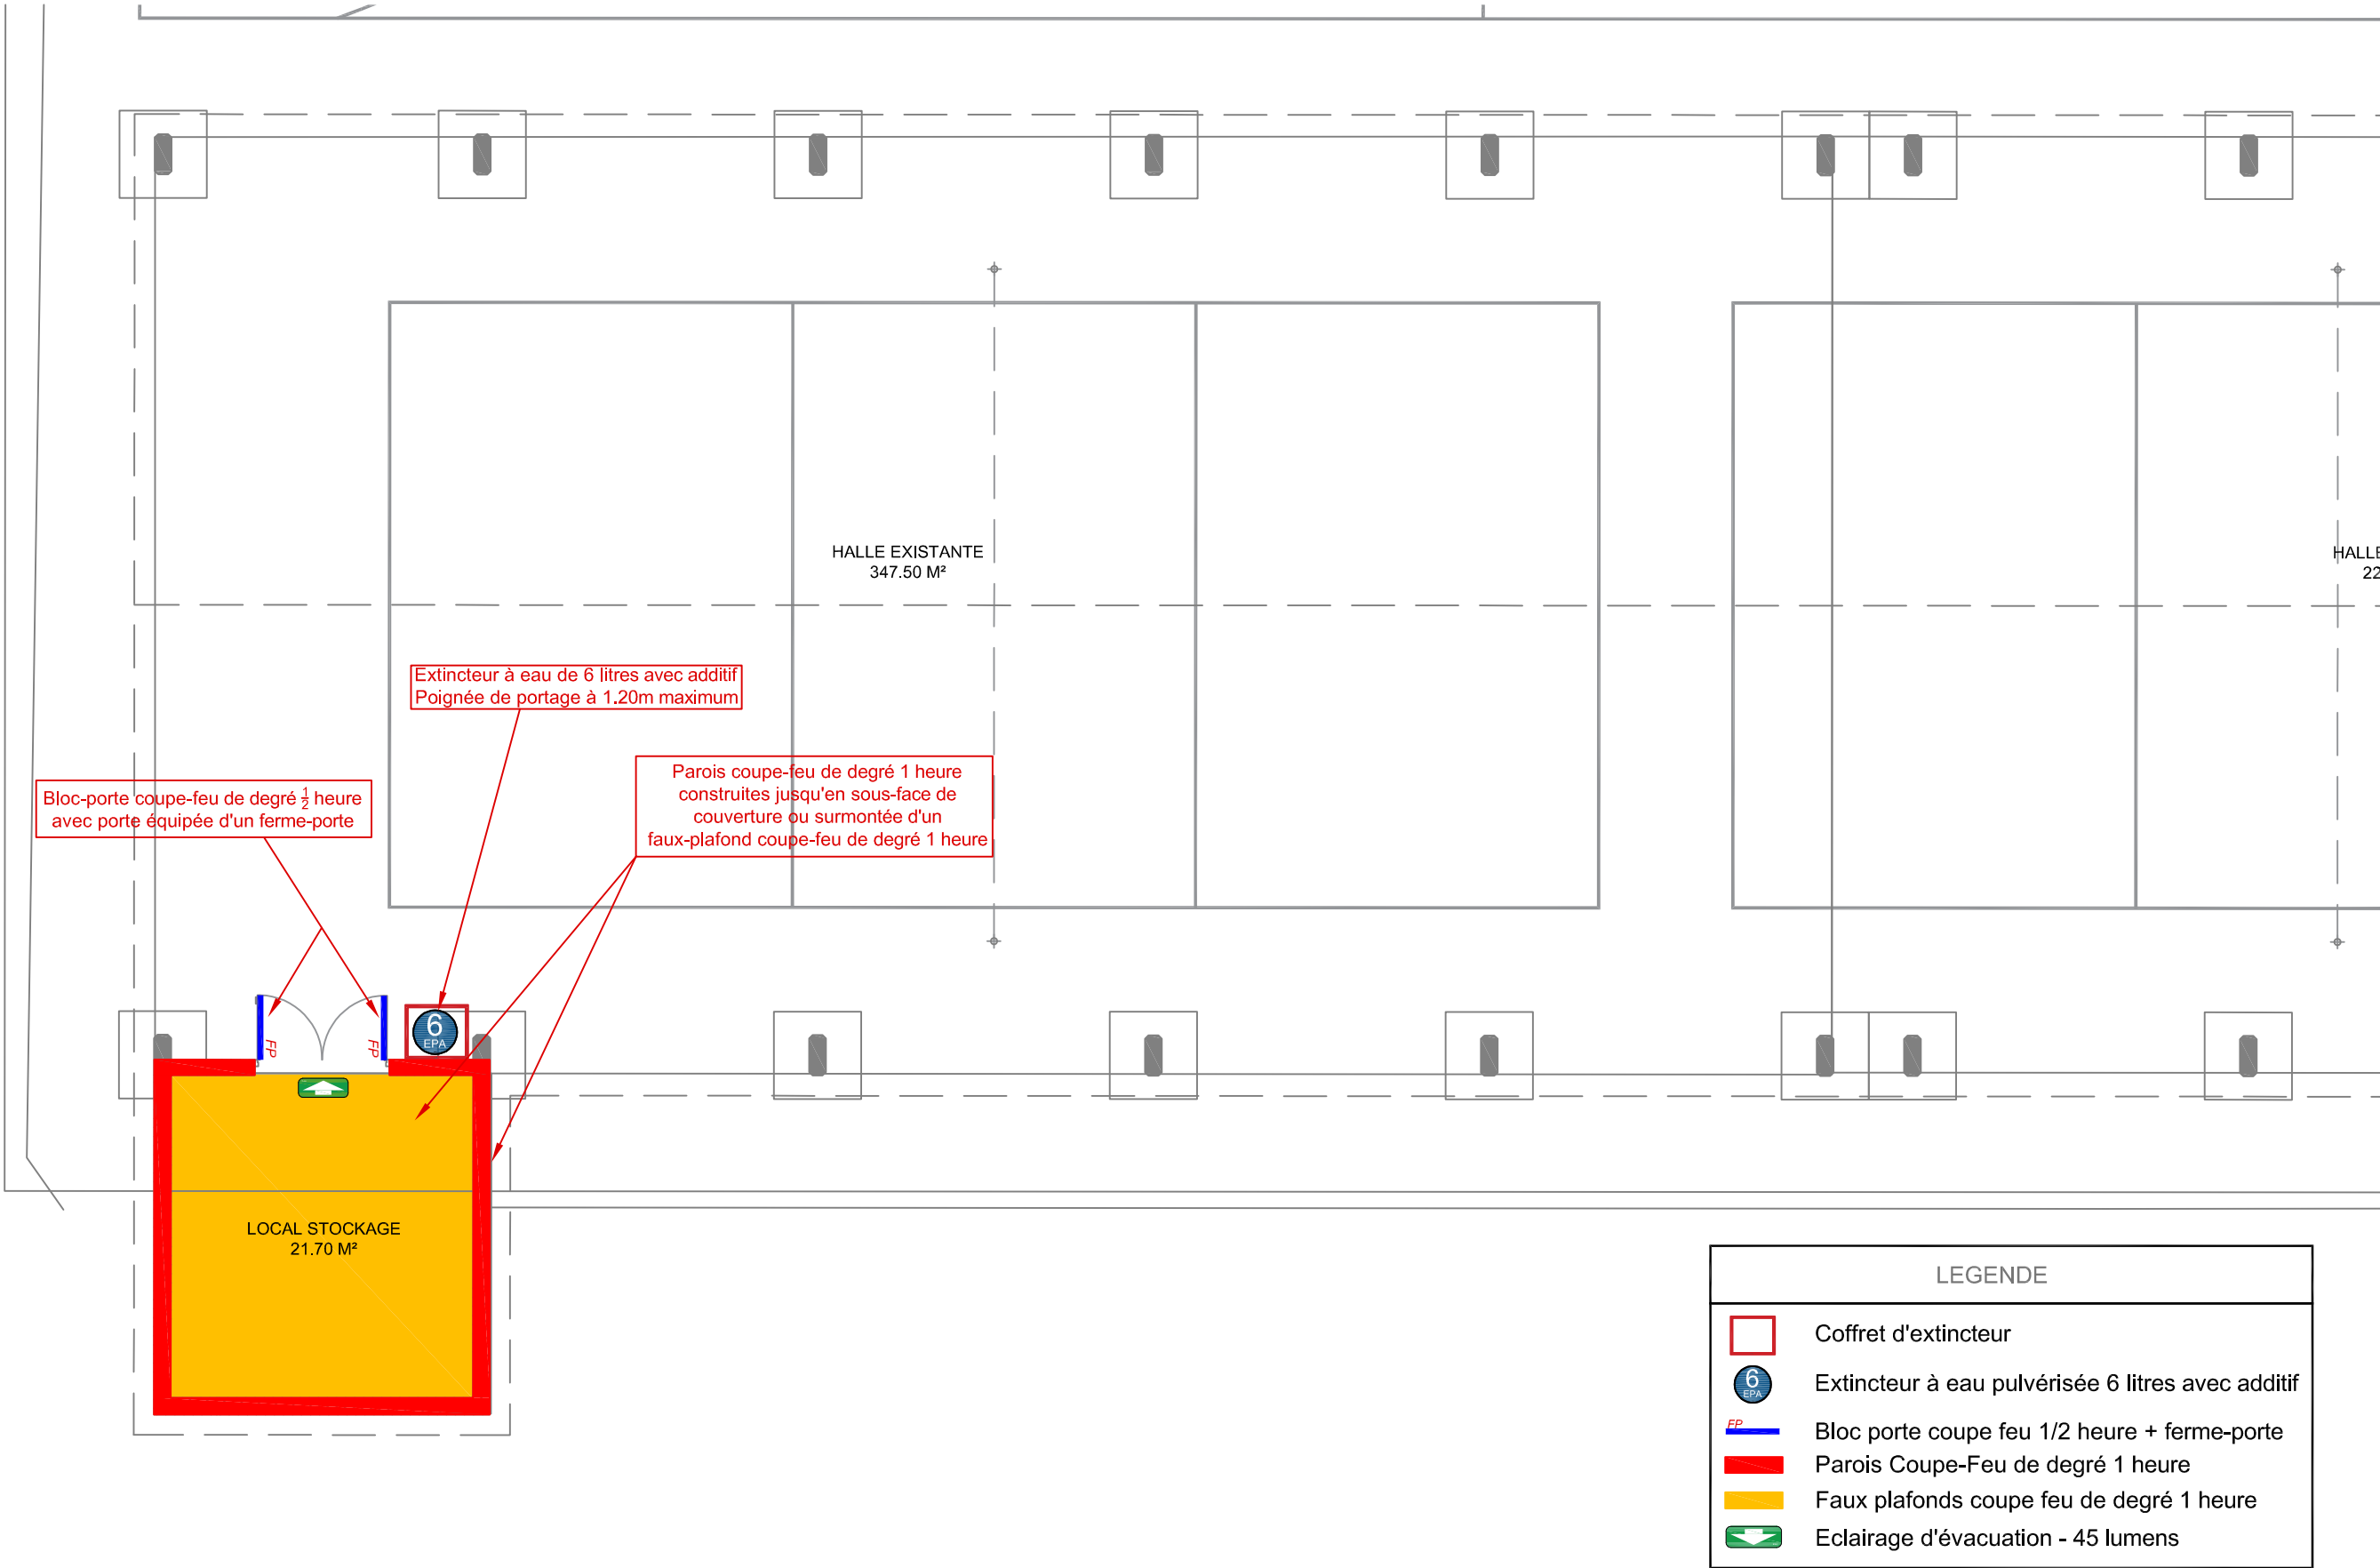 HALLE EXISTANTE
347.50 M²
HALLE
22
Extincteur à eau de 6 litres avec additif
Poignée de portage à 1.20m maximum
Parois coupe-feu de degré 1 heure
construites jusqu'en sous-face de
couverture ou surmontée d'un
faux-plafond coupe-feu de degré 1 heure
Bloc-porte coupe-feu de degré ½ heure
avec porte équipée d'un ferme-porte
FP
FP
6
EPA
LOCAL STOCKAGE
21.70 M²
LEGENDE
Coffret d'extincteur
6
EPA
Extincteur à eau pulvérisée 6 litres avec additif
FP
Bloc porte coupe feu 1/2 heure + ferme-porte
Parois Coupe-Feu de degré 1 heure
Faux plafonds coupe feu de degré 1 heure
Eclairage d'évacuation - 45 lumens